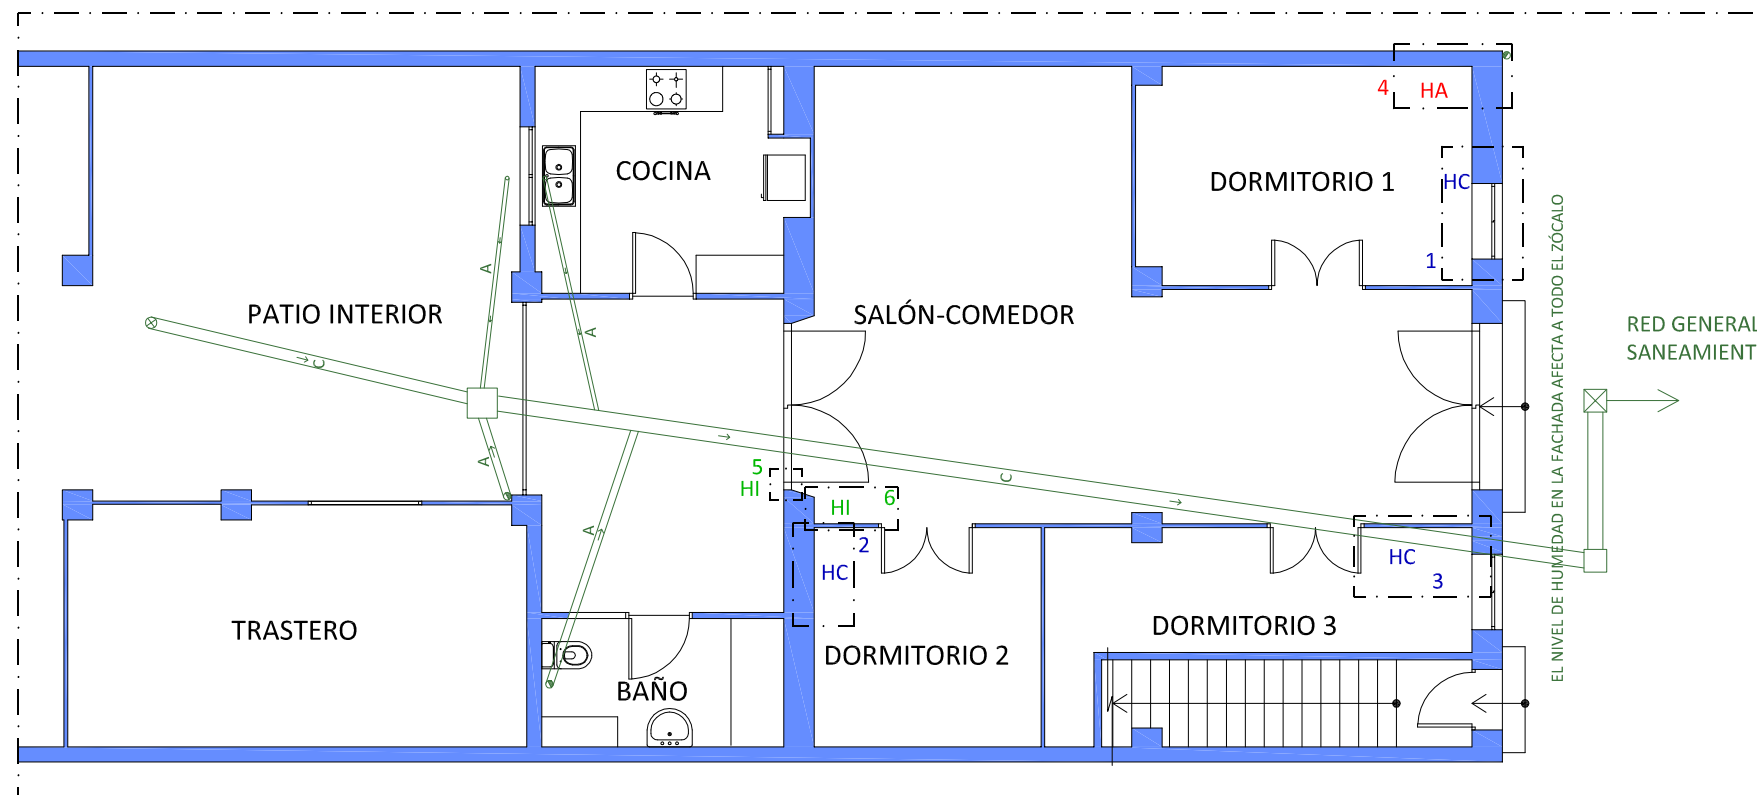 4
HA
COCINA
DORMITORIO 1
HC
1
A
A
PATIO INTERIOR
SALÓN-COMEDOR
C
RED GENERAL
SANEAMIENT
EL NIVEL DE HUMEDAD EN LA FACHADA AFECTA A TODO EL ZÓCALO
A
5
HI
6
HI
C
A
2
HC
HC
3
TRASTERO
DORMITORIO 3
DORMITORIO 2
BAÑO